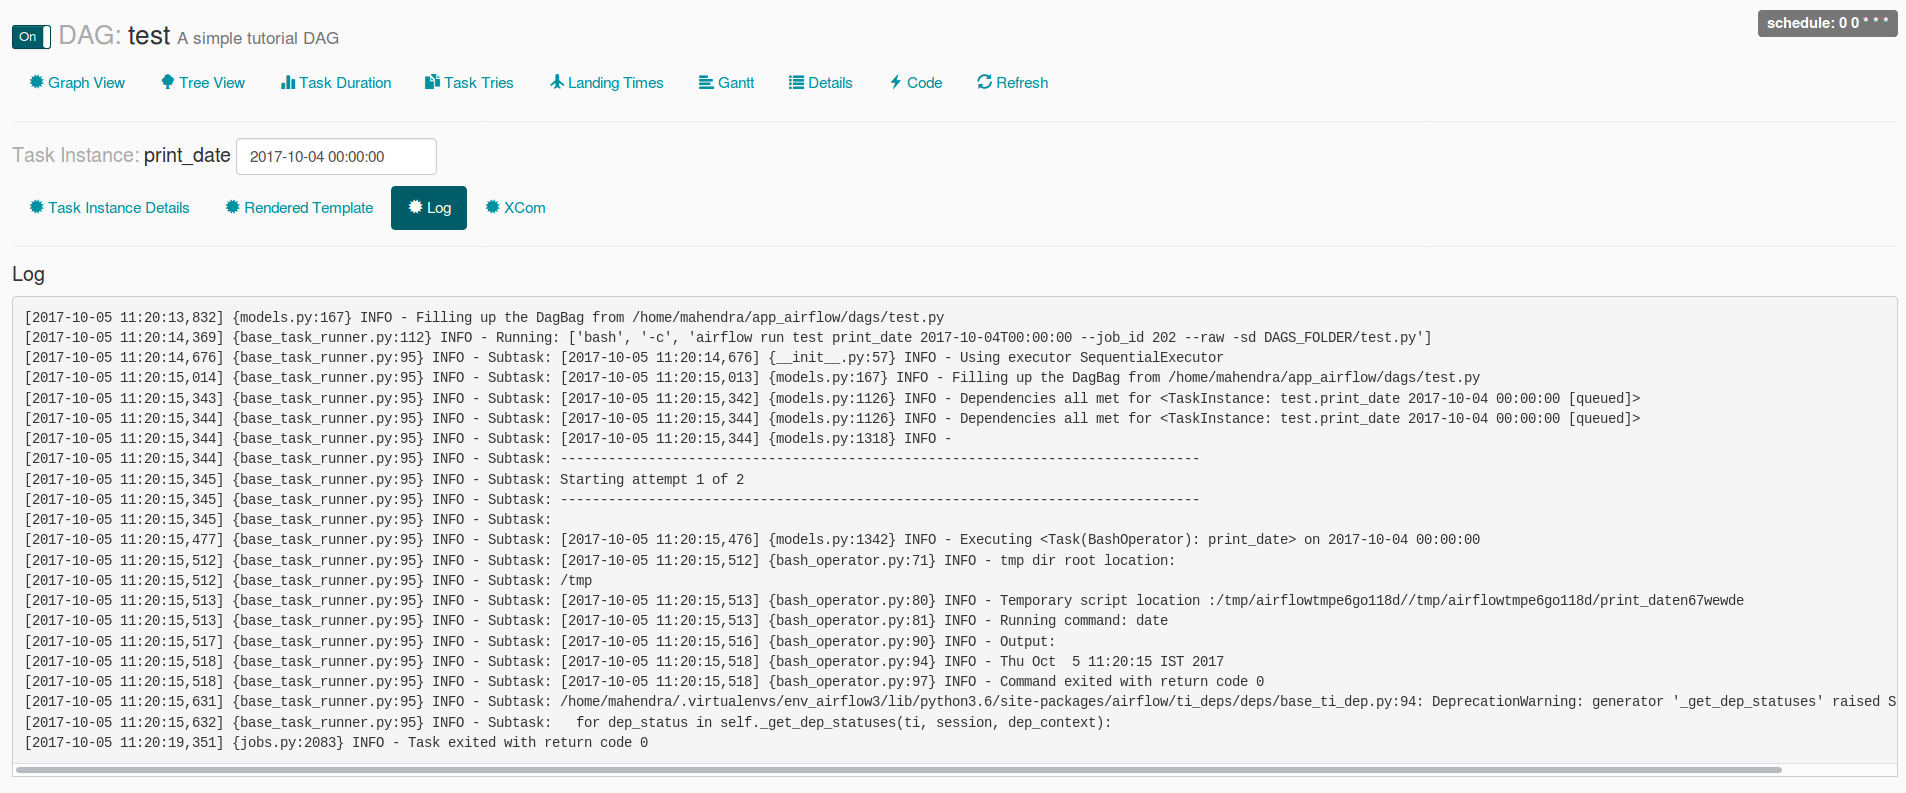 On DAG: test A simple tutorial DAG
schedule: 0 0 * * *
Graph View Tree View Task Duration Task Tries Landing Times Gantt Details Code Refresh
Task Instance: print_date 2017-10-04 00:00:00
Task Instance Details Rendered Template Log XCom
Log
[2017-10-05 11:20:13,832] {models.py:167} INFO - Filling up the DagBag from /home/mahendra/app_airflow/dags/test.py
[2017-10-05 11:20:14,369] {base_task_runner.py:112} INFO - Running: ['bash', '-c', 'airflow run test print_date 2017-10-04T00:00:00 --job_id 202 --raw -sd DAGS_FOLDER/test.py']
[2017-10-05 11:20:14,676] {base_task_runner.py:95} INFO - Subtask: [2017-10-05 11:20:14,676] {__init__.py:57} INFO - Using executor SequentialExecutor
[2017-10-05 11:20:15,014] {base_task_runner.py:95} INFO - Subtask: [2017-10-05 11:20:15,013] {models.py:167} INFO - Filling up the DagBag from /home/mahendra/app_airflow/dags/test.py
[2017-10-05 11:20:15,343] {base_task_runner.py:95} INFO - Subtask: [2017-10-05 11:20:15,342] {models.py:1126} INFO - Dependencies all met for <TaskInstance: test.print_date 2017-10-04 00:00:00 [queued]>
[2017-10-05 11:20:15,344] {base_task_runner.py:95} INFO - Subtask: [2017-10-05 11:20:15,344] {models.py:1126} INFO - Dependencies all met for <TaskInstance: test.print_date 2017-10-04 00:00:00 [queued]>
[2017-10-05 11:20:15,344] {base_task_runner.py:95} INFO - Subtask: [2017-10-05 11:20:15,344] {models.py:1318} INFO -
[2017-10-05 11:20:15,344] {base_task_runner.py:95} INFO - Subtask: --------------------------------------------------------------------------------
[2017-10-05 11:20:15,345] {base_task_runner.py:95} INFO - Subtask: Starting attempt 1 of 2
[2017-10-05 11:20:15,345] {base_task_runner.py:95} INFO - Subtask: --------------------------------------------------------------------------------
[2017-10-05 11:20:15,345] {base_task_runner.py:95} INFO - Subtask:
[2017-10-05 11:20:15,477] {base_task_runner.py:95} INFO - Subtask: [2017-10-05 11:20:15,476] {models.py:1342} INFO - Executing <Task(BashOperator): print_date> on 2017-10-04 00:00:00
[2017-10-05 11:20:15,512] {base_task_runner.py:95} INFO - Subtask: [2017-10-05 11:20:15,512] {bash_operator.py:71} INFO - tmp dir root location:
[2017-10-05 11:20:15,512] {base_task_runner.py:95} INFO - Subtask: /tmp
[2017-10-05 11:20:15,513] {base_task_runner.py:95} INFO - Subtask: [2017-10-05 11:20:15,513] {bash_operator.py:80} INFO - Temporary script location :/tmp/airflowtmpe6go118d//tmp/airflowtmpe6go118d/print_daten67wewde
[2017-10-05 11:20:15,513] {base_task_runner.py:95} INFO - Subtask: [2017-10-05 11:20:15,513] {bash_operator.py:81} INFO - Running command: date
[2017-10-05 11:20:15,517] {base_task_runner.py:95} INFO - Subtask: [2017-10-05 11:20:15,516] {bash_operator.py:90} INFO - Output:
[2017-10-05 11:20:15,518] {base_task_runner.py:95} INFO - Subtask: [2017-10-05 11:20:15,518] {bash_operator.py:94} INFO - Thu Oct  5 11:20:15 IST 2017
[2017-10-05 11:20:15,518] {base_task_runner.py:95} INFO - Subtask: [2017-10-05 11:20:15,518] {bash_operator.py:97} INFO - Command exited with return code 0
[2017-10-05 11:20:15,631] {base_task_runner.py:95} INFO - Subtask: /home/mahendra/.virtualenvs/env_airflow3/lib/python3.6/site-packages/airflow/ti_deps/deps/base_ti_dep.py:94: DeprecationWarning: generator '_get_dep_statuses' raised S
[2017-10-05 11:20:15,632] {base_task_runner.py:95} INFO - Subtask:   for dep_status in self._get_dep_statuses(ti, session, dep_context):
[2017-10-05 11:20:19,351] {jobs.py:2083} INFO - Task exited with return code 0